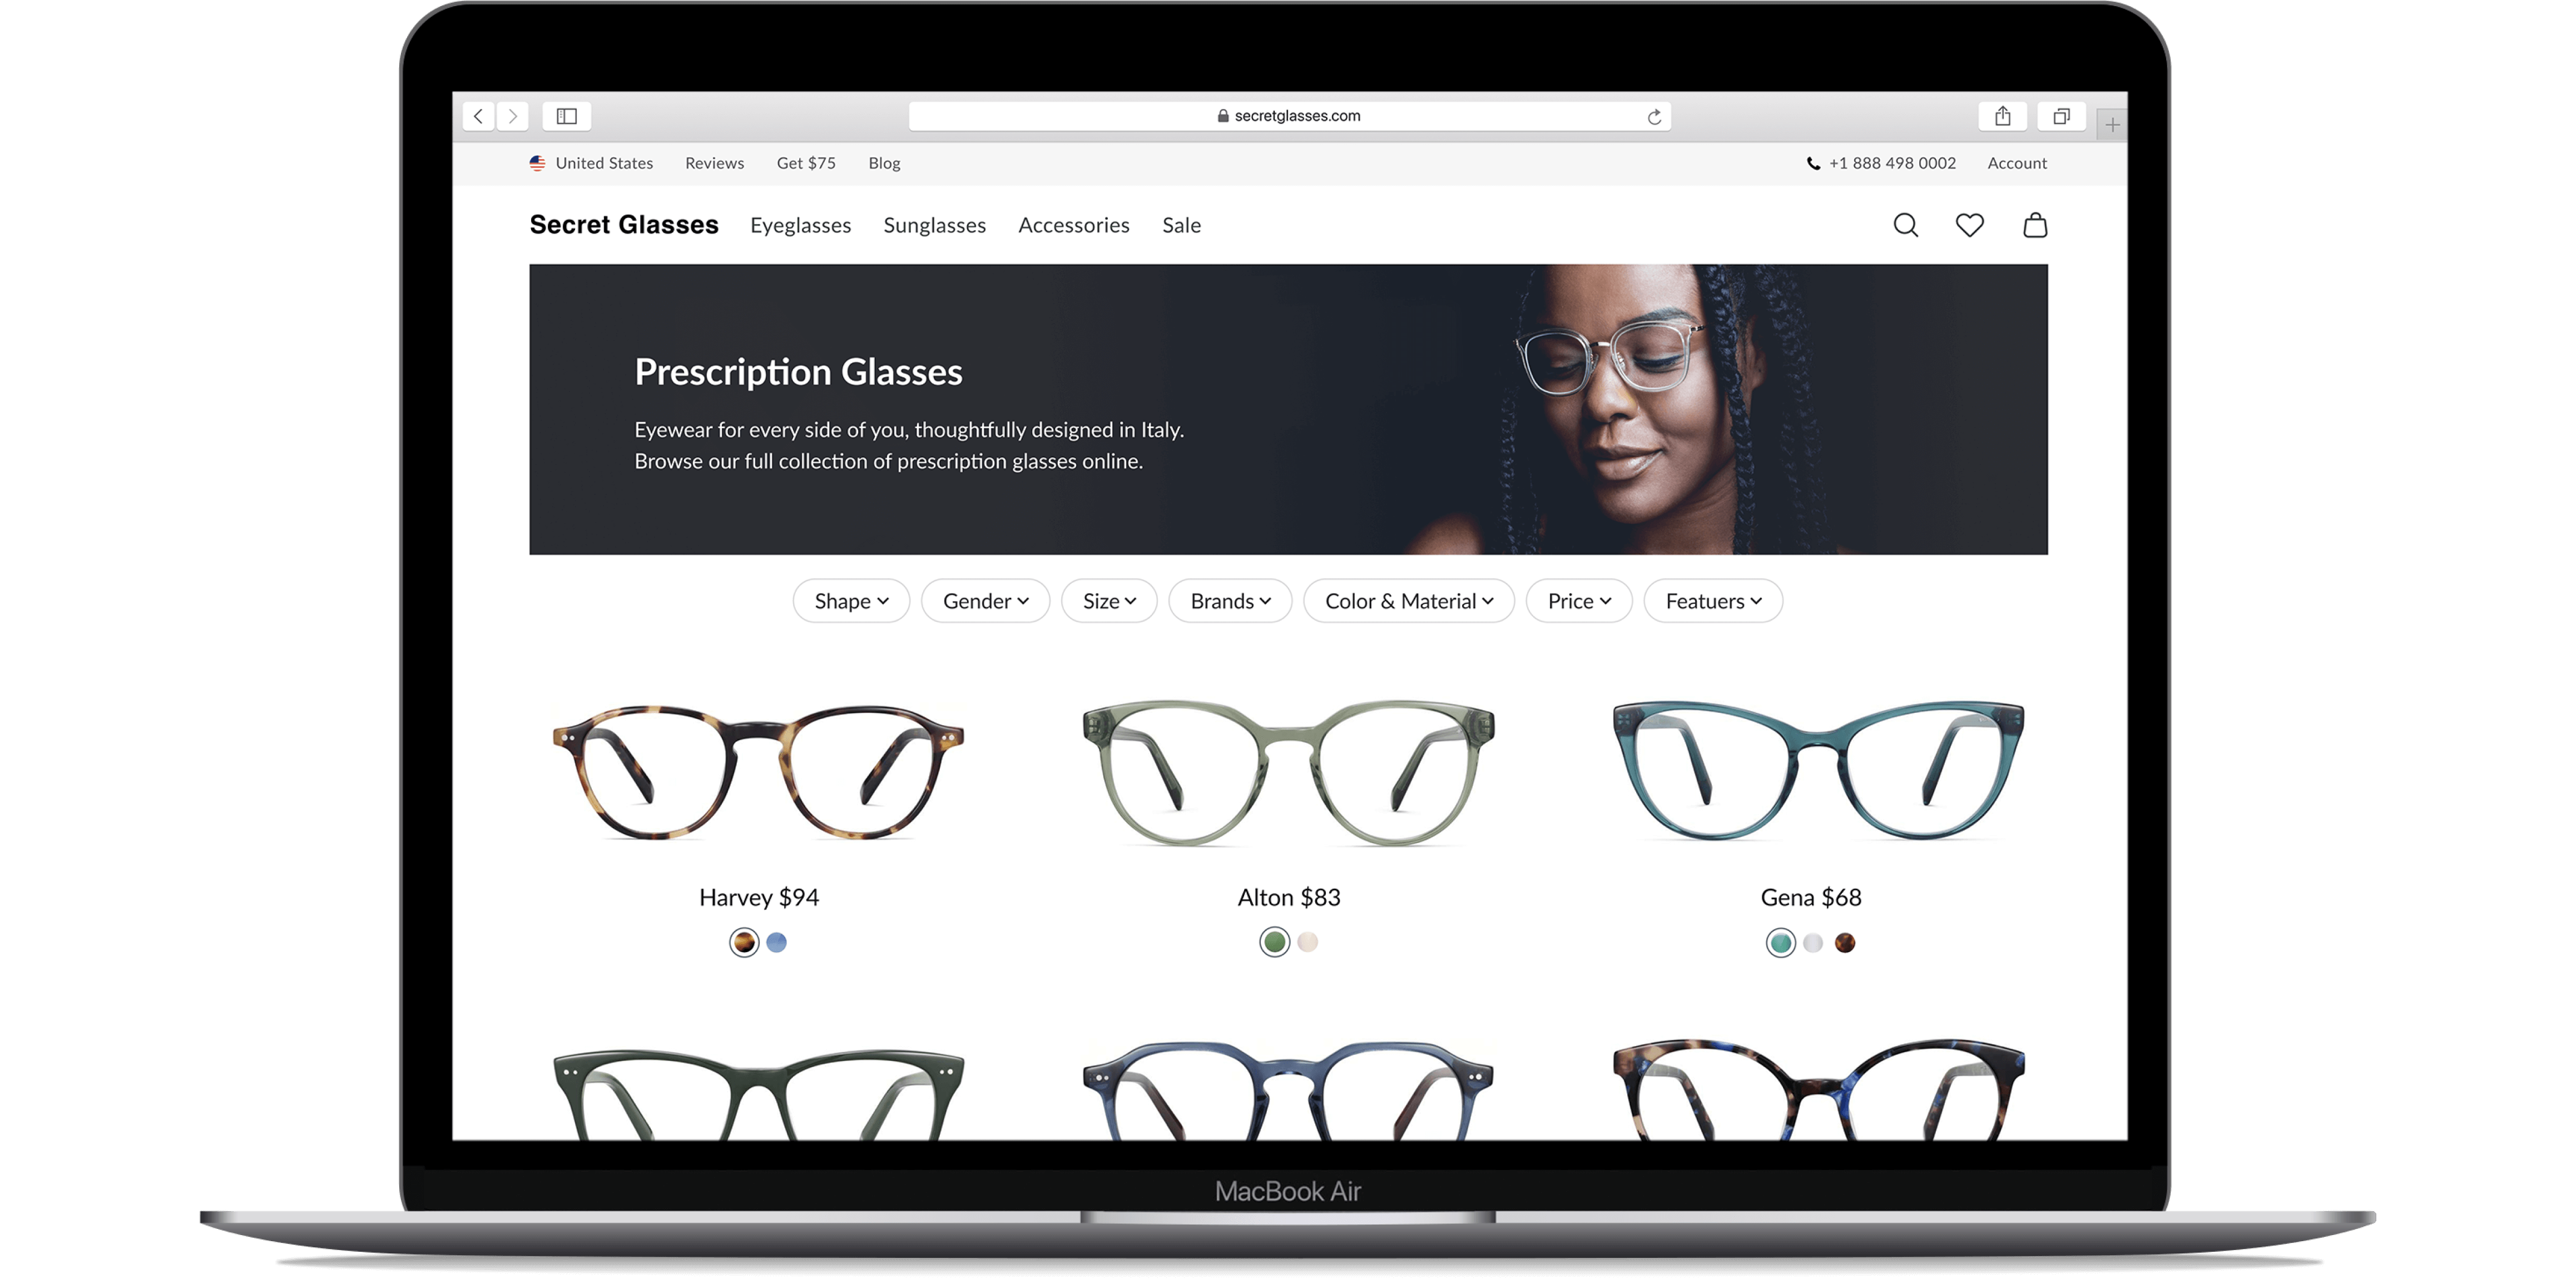 secretglasses.com
United States Reviews Get $75 Blog +1 888 498 0002 Account
Secret Glasses Eyeglasses Sunglasses Accessories Sale
Prescription Glasses
Eyewear for every side of you, thoughtfully designed in Italy.
Browse our full collection of prescription glasses online.
Shape Gender Size Brands Color & Material Price Featuers
Harvey $94 Alton $83 Gena $68
MacBook Air